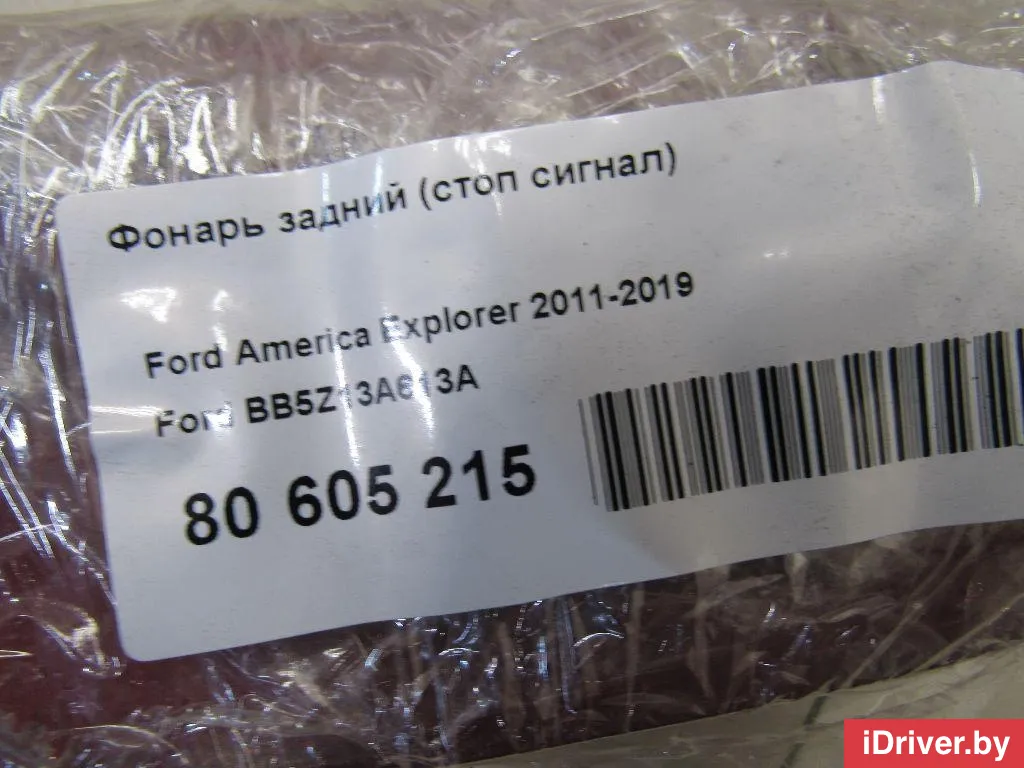 Фонарь задний (стоп сигнал)
Ford America Explorer 2011-2019
Ford BB5Z13A613A
80 605 215
iDriver.by